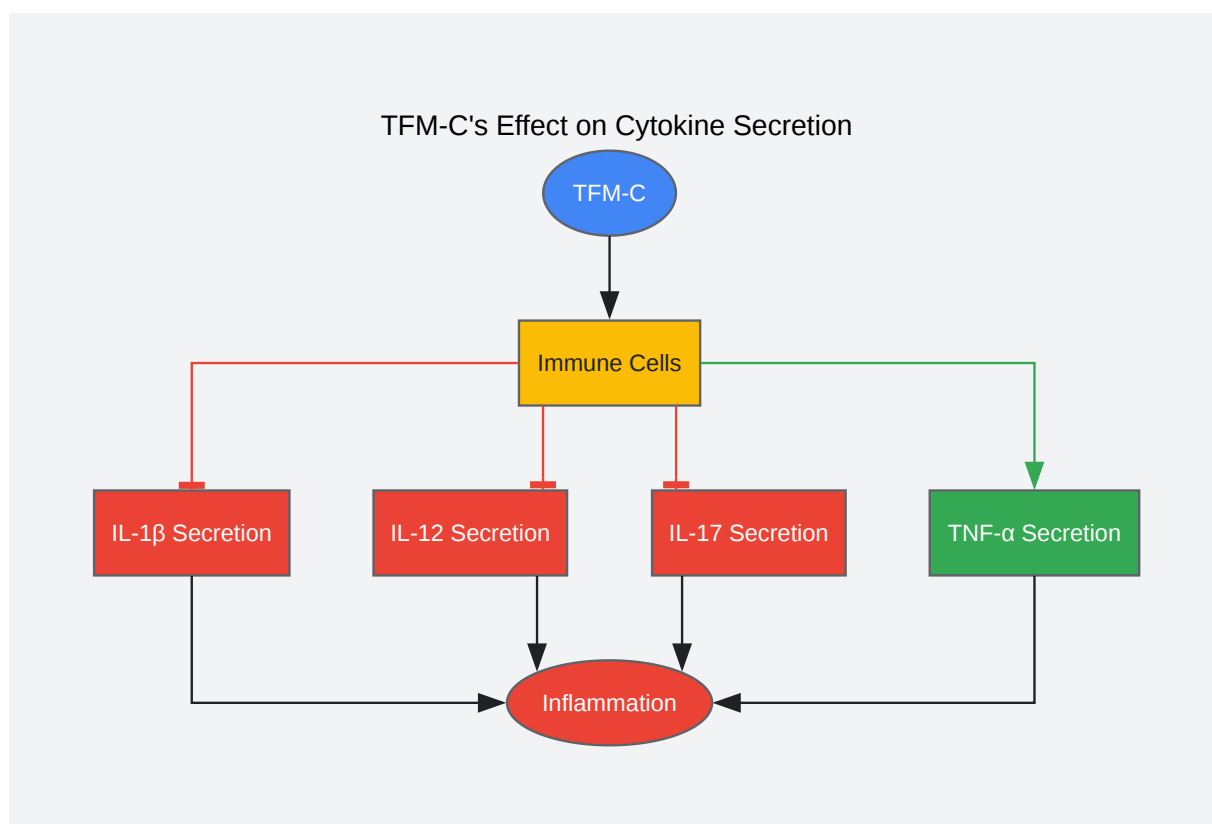 TFM-C's Effect on Cytokine Secretion
TFM-C
Immune Cells
IL-1β Secretion
IL-12 Secretion
IL-17 Secretion
TNF-α Secretion
Inflammation